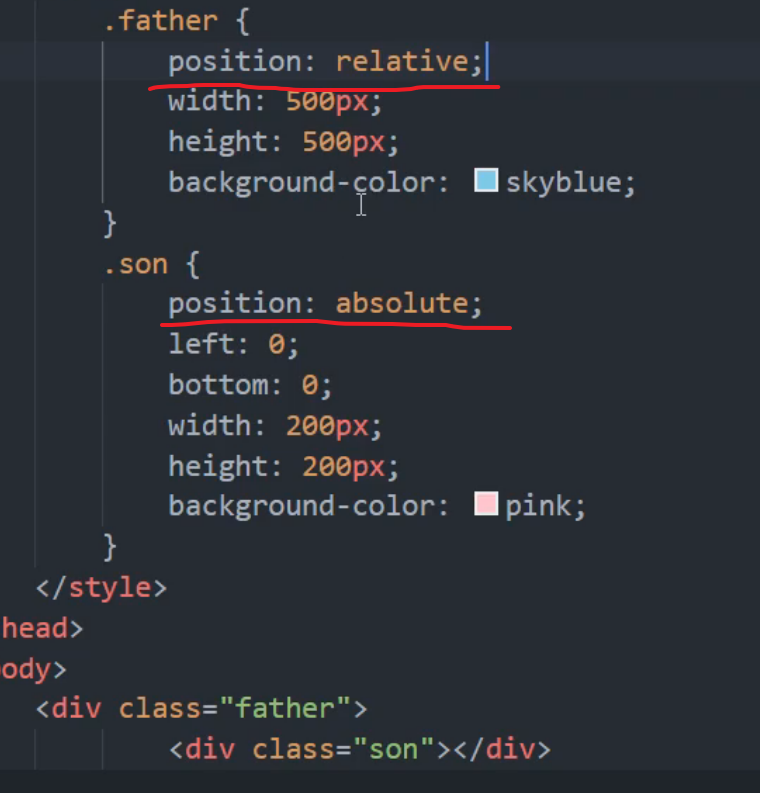 .father {
position: relative;
width: 500px;
height: 500px;
background-color: skyblue;
}
.son {
position: absolute;
left: 0;
bottom: 0;
width: 200px;
height: 200px;
background-color: pink;
}
</style>
head>
ody>
<div class="father">
<div class="son"></div>